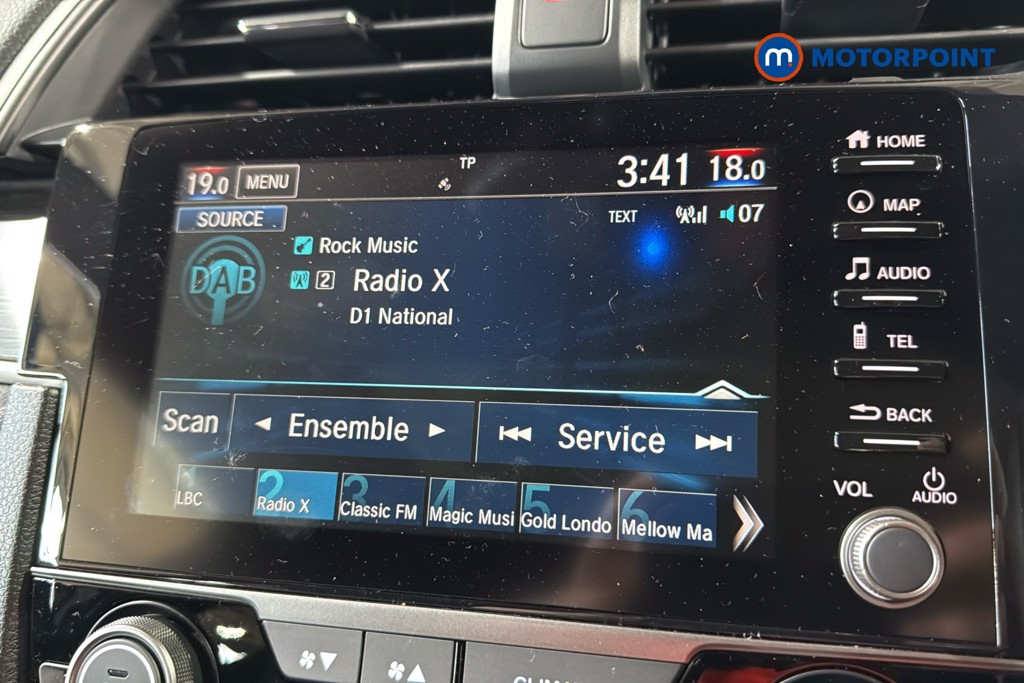 m MOTORPOINT
TP
19.0 MENU 3:41 18.0
SOURCE TEXT 07
DAB
Rock Music
2 Radio X
D1 National
Scan Ensemble Service
LBC
2 Radio X
3 Classic FM
4 Magic Musi
5 Gold Londo
6 Mellow Ma
HOME
MAP
AUDIO
TEL
BACK
VOL
AUDIO